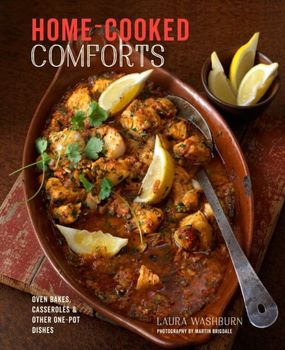 HOME-COOKED
COMFORTS
OVEN BAKES,
CASSEROLES &
OTHER ONE-POT
DISHES
LAURA WASHBURN
PHOTOGRAPHY BY MARTIN BRIGDALE